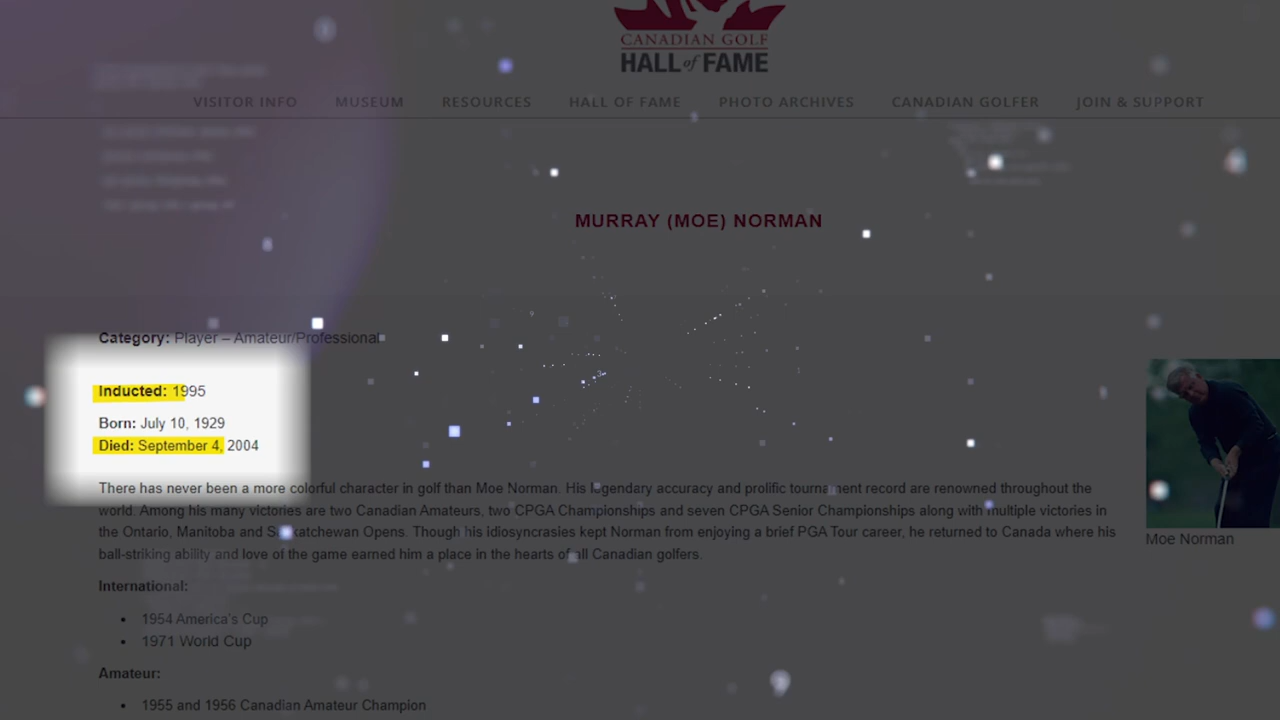 CANADIAN GOLF
HALL of FAME
VISITOR INFO MUSEUM RESOURCES HALL OF FAME PHOTO ARCHIVES CANADIAN GOLFER JOIN & SUPPORT
MURRAY (MOE) NORMAN
Category: Player – Amateur/Professional
Inducted: 1995
Born: July 10, 1929
Died: September 4, 2004
There has never been a more colorful character in golf than Moe Norman. His legendary accuracy and prolific tournament record are renowned throughout the
world. Among his many victories are two Canadian Amateurs, two CPGA Championships and seven CPGA Senior Championships along with multiple victories in
the Ontario, Manitoba and Saskatchewan Opens. Though his idiosyncrasies kept Norman from enjoying a brief PGA Tour career, he returned to Canada where his
ball-striking ability and love of the game earned him a place in the hearts of all Canadian golfers.
Moe Norman
International:
• 1954 America's Cup
• 1971 World Cup
Amateur:
• 1955 and 1956 Canadian Amateur Champion